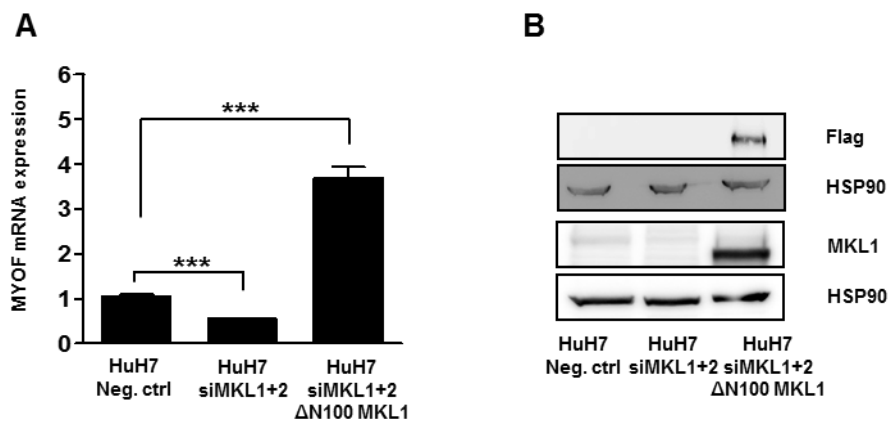 A
B
MYOF mRNA expression
6
5
4
3
2
1
0
***
***
HuH7
Neg. ctrl
HuH7
siMKL1+2
HuH7
siMKL1+2
ΔN100 MKL1
Flag
HSP90
MKL1
HSP90
HuH7
Neg. ctrl
HuH7
siMKL1+2
HuH7
siMKL1+2
ΔN100 MKL1